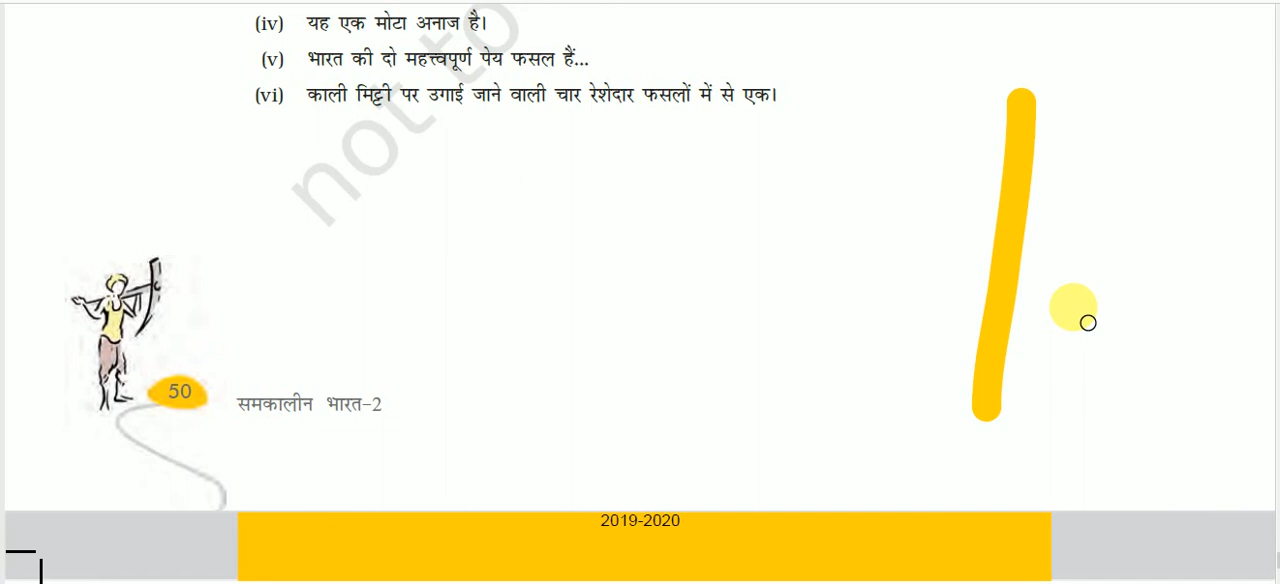 (iv) यह एक मोटा अनाज है।
(v) भारत की दो महत्त्वपूर्ण पेय फसल हैं...
(vi) काली मिट्टी पर उगाई जाने वाली चार रेशेदार फसलों में से एक।
not to
50
समकालीन भारत-2
2019-2020